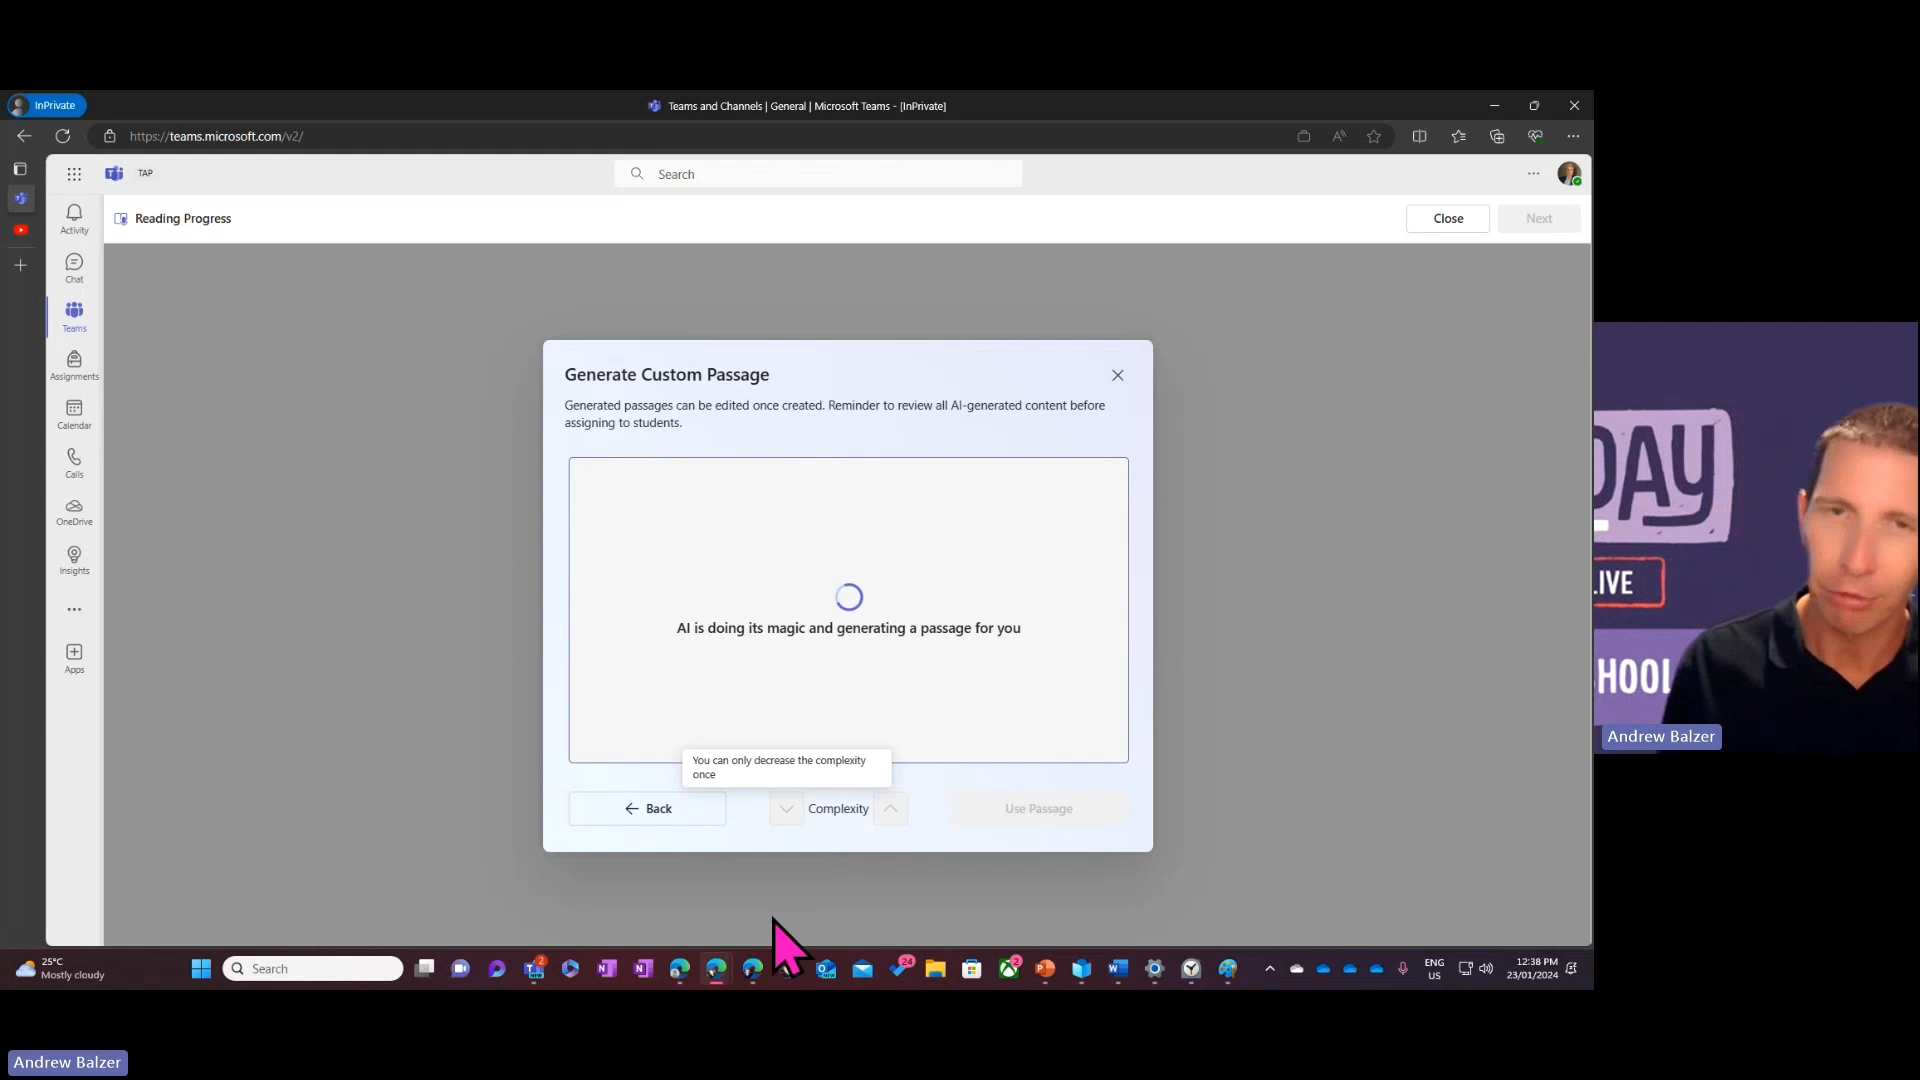 InPrivate
Teams and Channels | General | Microsoft Teams - [InPrivate]
https://teams.microsoft.com/v2/
TAP
Search
Reading Progress
Close
Next
Activity
Chat
Teams
Assignments
Calendar
Calls
OneDrive
Insights
Apps
Generate Custom Passage
Generated passages can be edited once created. Reminder to review all AI-generated content before
assigning to students.
AI is doing its magic and generating a passage for you
You can only decrease the complexity
once
Back
Complexity
Use Passage
DAY
IVE
HOOL
Andrew Balzer
25°C
Mostly cloudy
Search
2
24
2
ENG
US
12:38 PM
23/01/2024
Andrew Balzer